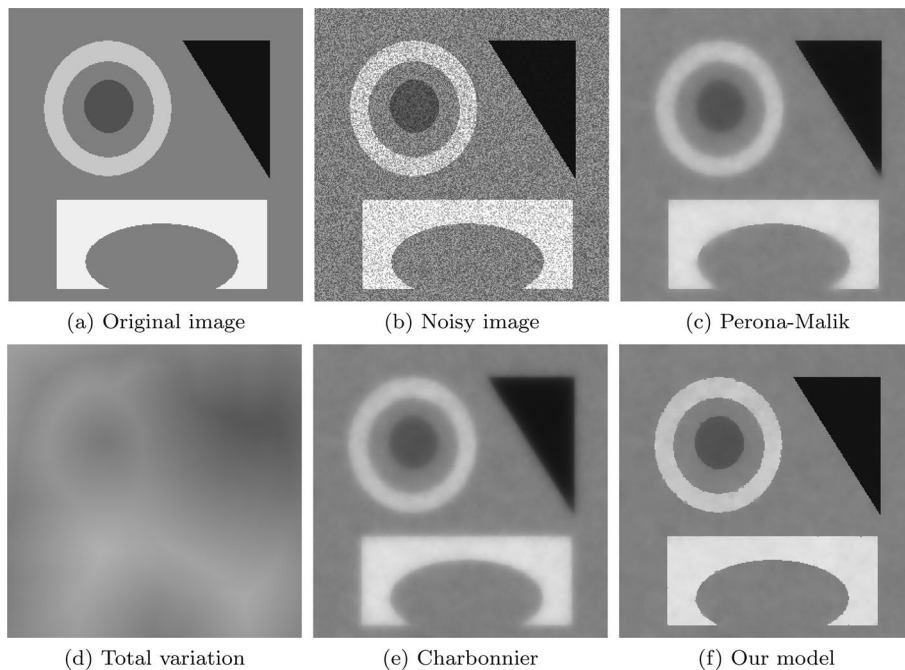 (a) Original image
(b) Noisy image
(c) Perona-Malik
(d) Total variation
(e) Charbonnier
(f) Our model